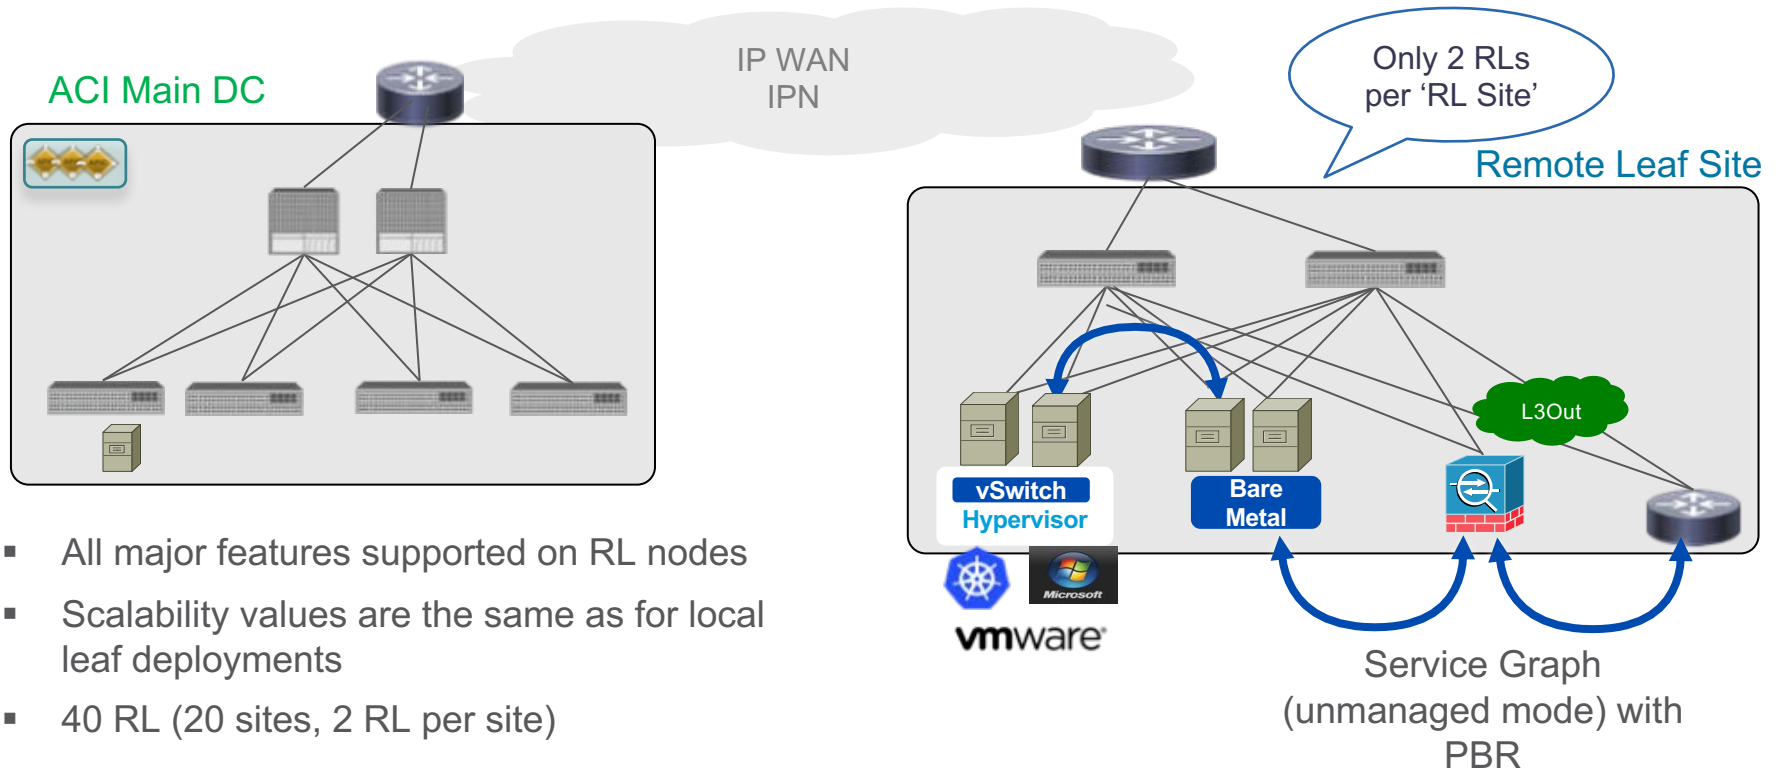 IP WAN
IPN
ACI Main DC
Only 2 RLs
per ‘RL Site’
Remote Leaf Site
L3Out
vSwitch
Hypervisor
Bare
Metal
Microsoft
vmware
▪ All major features supported on RL nodes
▪ Scalability values are the same as for local
leaf deployments
▪ 40 RL (20 sites, 2 RL per site)
Service Graph
(unmanaged mode) with
PBR